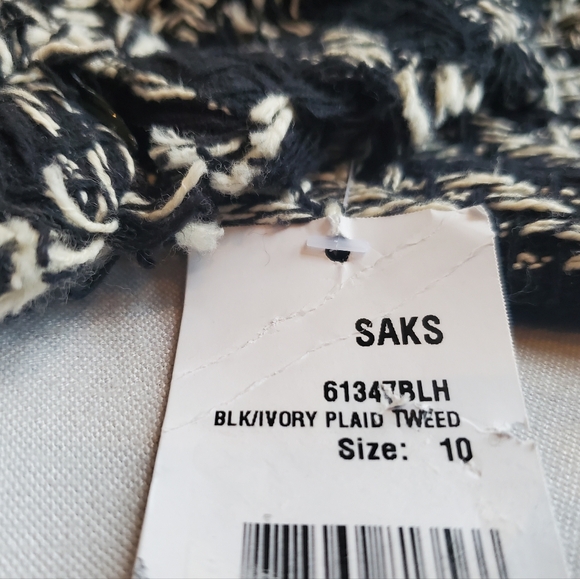 SAKS
61347BLH
BLK/IVORY PLAID TWEED
Size: 10